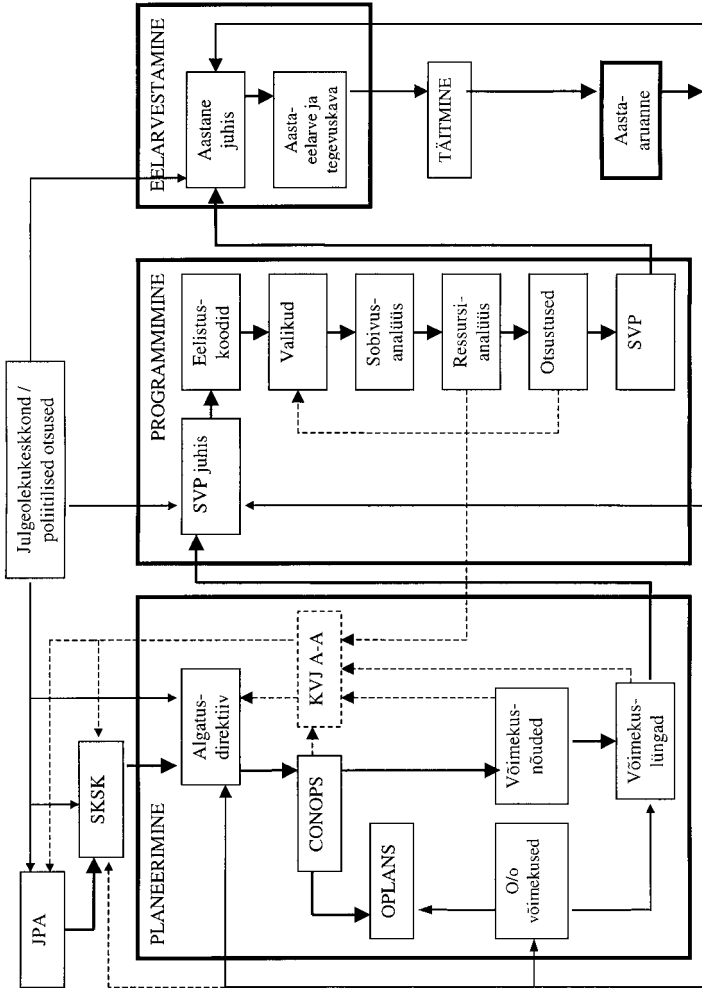 Julgeolekukeskkond /
poliitilised otsused
JPA
SKSK
PLANEERIMINE
Algatus-
direktiiv
KVJ A-A
CONOPS
OPLANS
Võimekus-
nõuded
O/o
võimekused
Võimekus-
lüngad
PROGRAMMIMINE
SVP juhis
Eelistus-
koodid
Valikud
Sobivus-
analüüs
Ressursi-
analüüs
Otsustused
SVP
EELARVESTAMINE
Aastane
juhis
Aasta-
eelarve ja
tegevuskava
TÄITMINE
Aasta-
aruanne